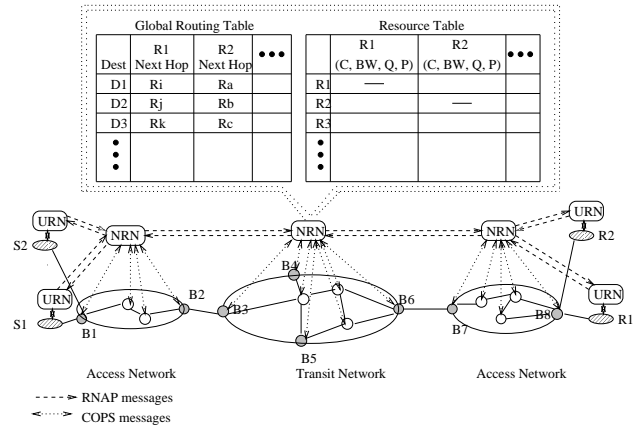 Global Routing Table
Resource Table
R1 R2 •••
Dest Next Hop Next Hop
D1 Ri Ra
D2 Rj Rb
D3 Rk Rc
R1 R2 •••
(C, BW, Q, P) (C, BW, Q, P)
R1 —
R2 —
R3
URN
NRN
NRN
NRN
URN
S2
R2
URN
URN
B4
S1
B1
B2
B3
B6
B7
B8
R1
B5
Access Network
Transit Network
Access Network
RNAP messages
COPS messages